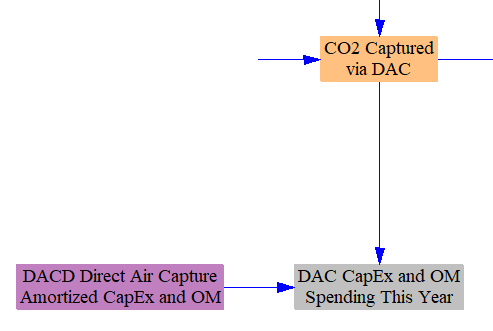 CO2 Captured
via DAC
DACD Direct Air Capture
Amortized CapEx and OM
DAC CapEx and OM
Spending This Year